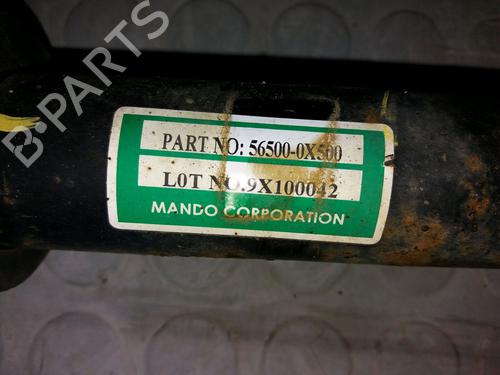 B-PARTS
PART NO: 56500-0X500
LOT NO.9X100042
MANDO CORPORATION